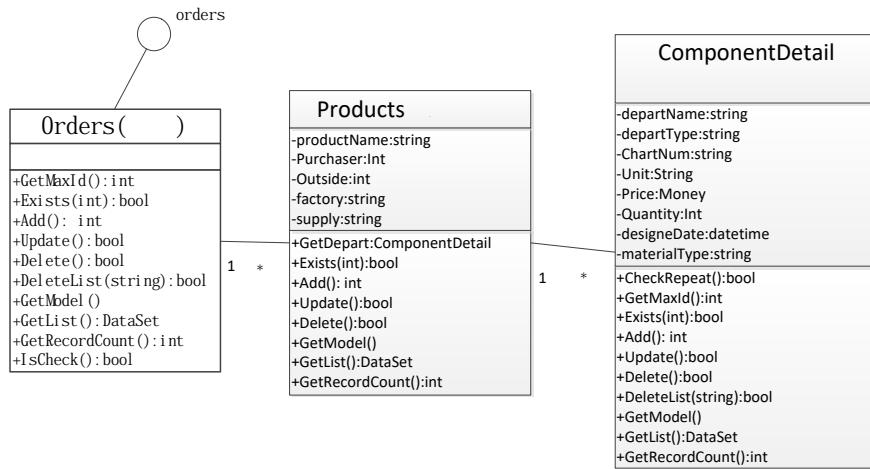 orders
Orders( )
+GetMaxId():int
+Exists(int):bool
+Add(): int
+Update():bool
+Delete():bool
+DeleteList(string):bool
+GetModel()
+GetList():DataSet
+GetRecordCount():int
+IsCheck():bool
1 *
Products
-productName:string
-Purchaser:Int
-Outside:int
-factory:string
-supply:string
+GetDepart:ComponentDetail
+Exists(int):bool
+Add(): int
+Update():bool
+Delete():bool
+GetModel()
+GetList():DataSet
+GetRecordCount():int
1 *
ComponentDetail
-departName:string
-departType:string
-ChartNum:string
-Unit:String
-Price:Money
-Quantity:Int
-designeDate:datetime
-materialType:string
+CheckRepeat():bool
+GetMaxId():int
+Exists(int):bool
+Add(): int
+Update():bool
+Delete():bool
+DeleteList(string):bool
+GetModel()
+GetList():DataSet
+GetRecordCount():int